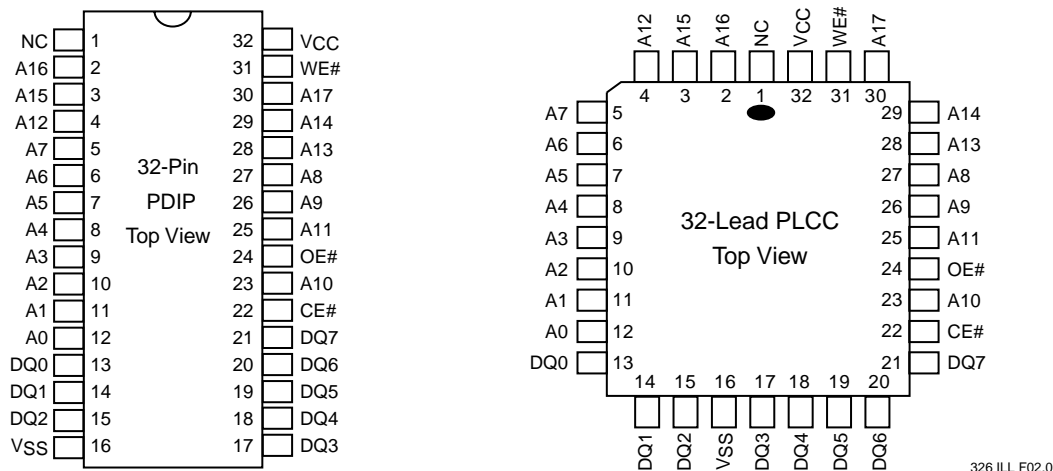 NC 1 32 VCC
A16 2 31 WE#
A15 3 30 A17
A12 4 29 A14
A7 5 28 A13
A6 6 27 A8
A5 7 26 A9
A4 8 25 A11
A3 9 24 OE#
A2 10 23 A10
A1 11 22 CE#
A0 12 21 DQ7
DQ0 13 20 DQ6
DQ1 14 19 DQ5
DQ2 15 18 DQ4
VSS 16 17 DQ3
32-Pin
PDIP
Top View
A12 A15 A16 NC VCC WE# A17
4 3 2 1 32 31 30
A7 5 29 A14
A6 6 28 A13
A5 7 27 A8
A4 8 26 A9
A3 9 25 A11
A2 10 24 OE#
A1 11 23 A10
A0 12 22 CE#
DQ0 13 21 DQ7
32-Lead PLCC
Top View
14 15 16 17 18 19 20
DQ1 DQ2 VSS DQ3 DQ4 DQ5 DQ6
326 ILL F02.0